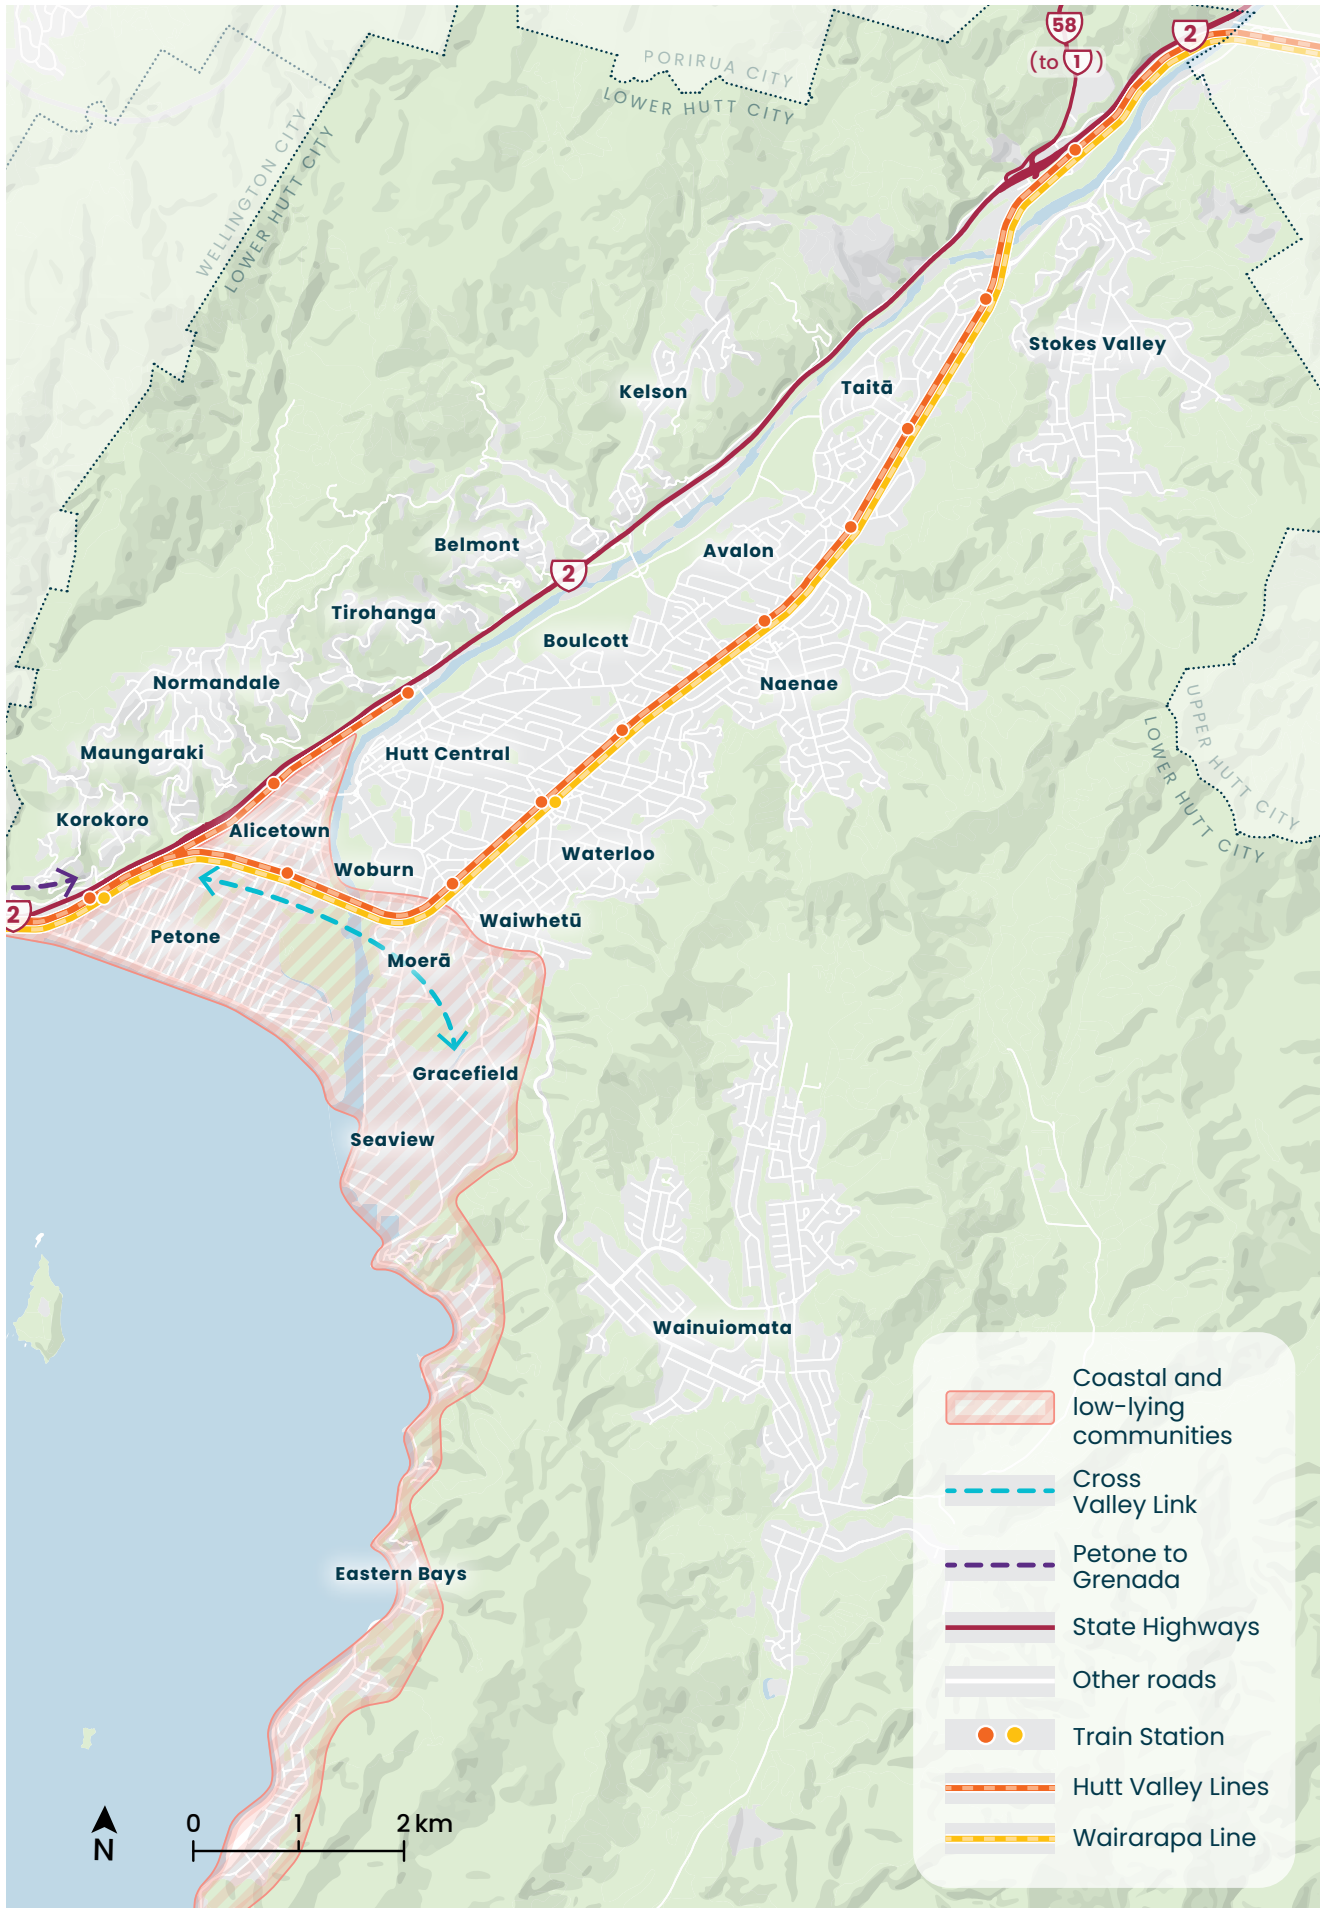 58
2
(to 1)
PORIRUA CITY
LOWER HUTT CITY
WELLINGTON CITY
LOWER HUTT CITY
Stokes Valley
Kelson
Taitā
Belmont
Avalon
2
Tirohanga
Boulcott
Normandale
Naenae
UPPER HUTT CITY
LOWER HUTT CITY
Maungaraki
Hutt Central
Korokoro
Alicetown
Woburn
Waterloo
2
Petone
Waiwhetū
Moerā
Gracefield
Seaview
Wainuiomata
Eastern Bays
Coastal and
low-lying
communities
Cross
Valley Link
Petone to
Grenada
State Highways
Other roads
Train Station
Hutt Valley Lines
Wairarapa Line
N
0 1 2 km